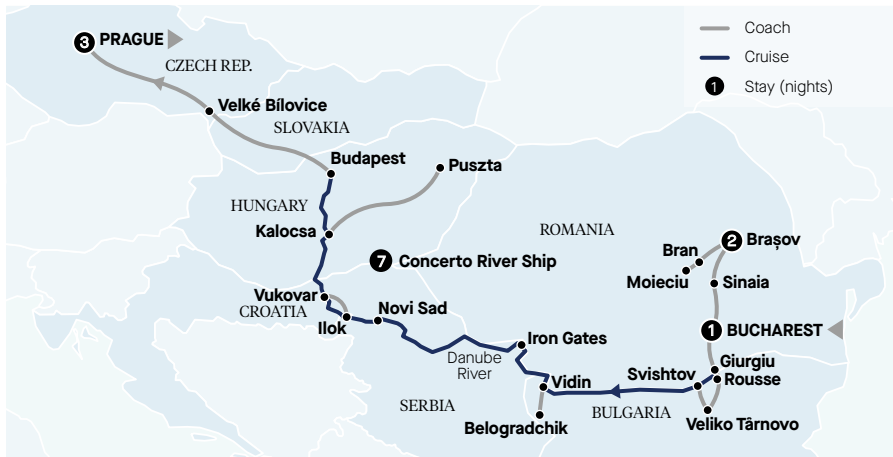 3 PRAGUE
CZECH REP.
Velké Bílovice
SLOVAKIA
Budapest
Puszta
HUNGARY
Kalocsa
7 Concerto River Ship
ROMANIA
2 Brașov
Bran
Moieciu
Sinaia
Vukovar
CROATIA
Ilok
Novi Sad
1 BUCHAREST
Iron Gates
Danube
River
Giurgiu
Rousse
Svishtov
Vidin
SERBIA
BULGARIA
Belogradchik
Veliko Târnovo
Coach
Cruise
1 Stay (nights)